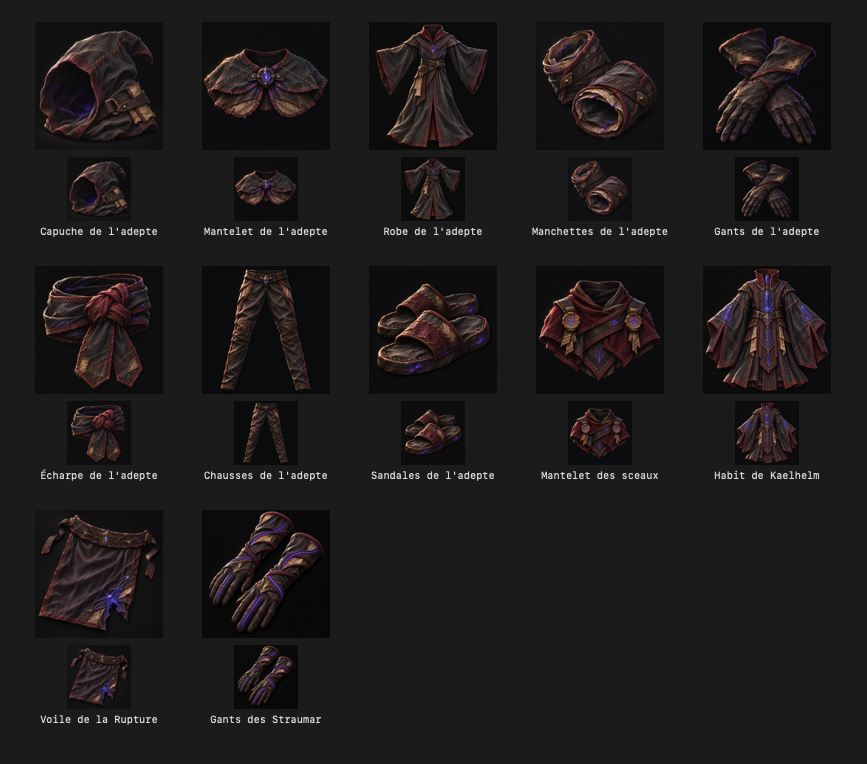 Capuche de l'adepte
Mantelet de l'adepte
Robe de l'adepte
Manchettes de l'adepte
Gants de l'adepte
Écharpe de l'adepte
Chausses de l'adepte
Sandales de l'adepte
Mantelet des sceaux
Habit de Kaelhelm
Voile de la Rupture
Gants des Straumar